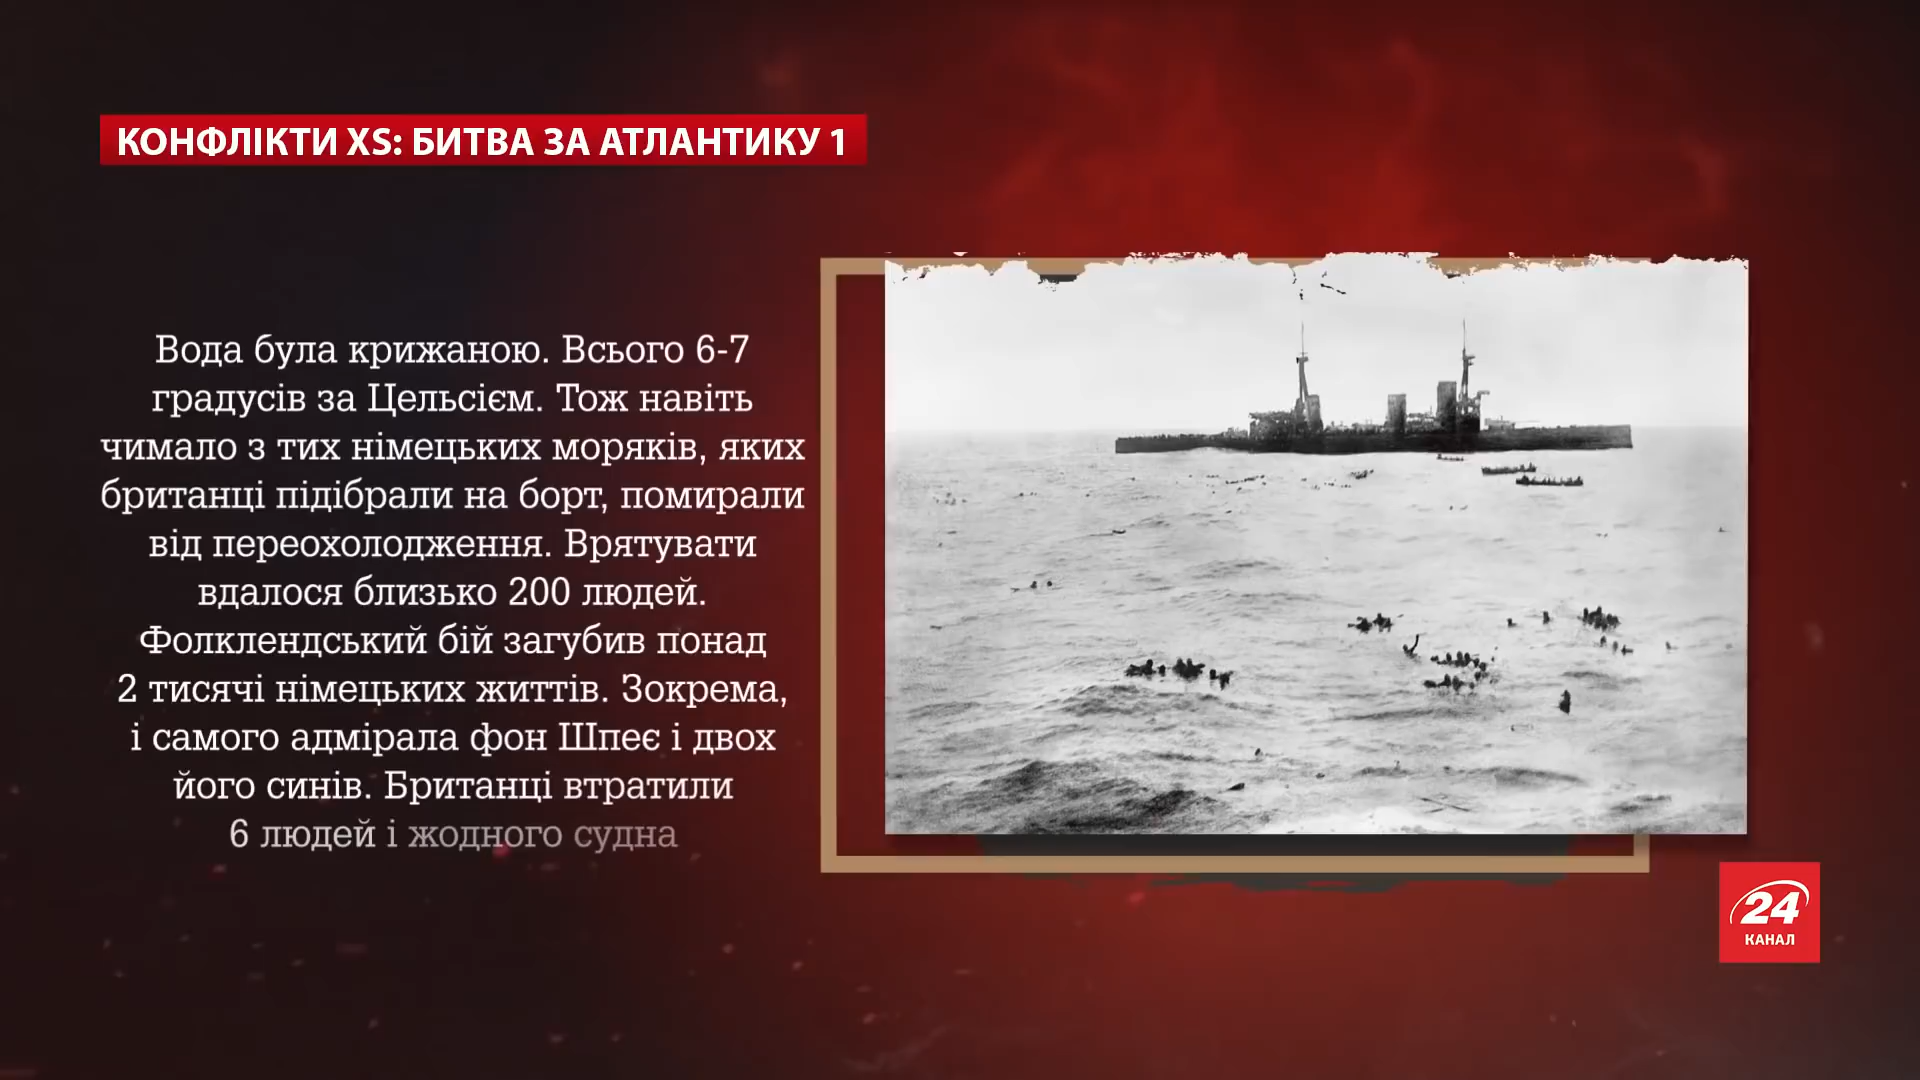 КОНФЛІКТИ XS: БИТВА ЗА АТЛАНТИКУ 1
Вода була крижаною. Всього 6-7
градусів за Цельсієм. Тож навіть
чимало з тих німецьких моряків, яких
британці підібрали на борт, помирали
від переохолодження. Врятувати
вдалося близько 200 людей.
Фолклендський бій загубив понад
2 тисячі німецьких життів. Зокрема,
і самого адмірала фон Шпеє і двох
його синів. Британці втратили
6 людей і жодного судна
24
КАНАЛ